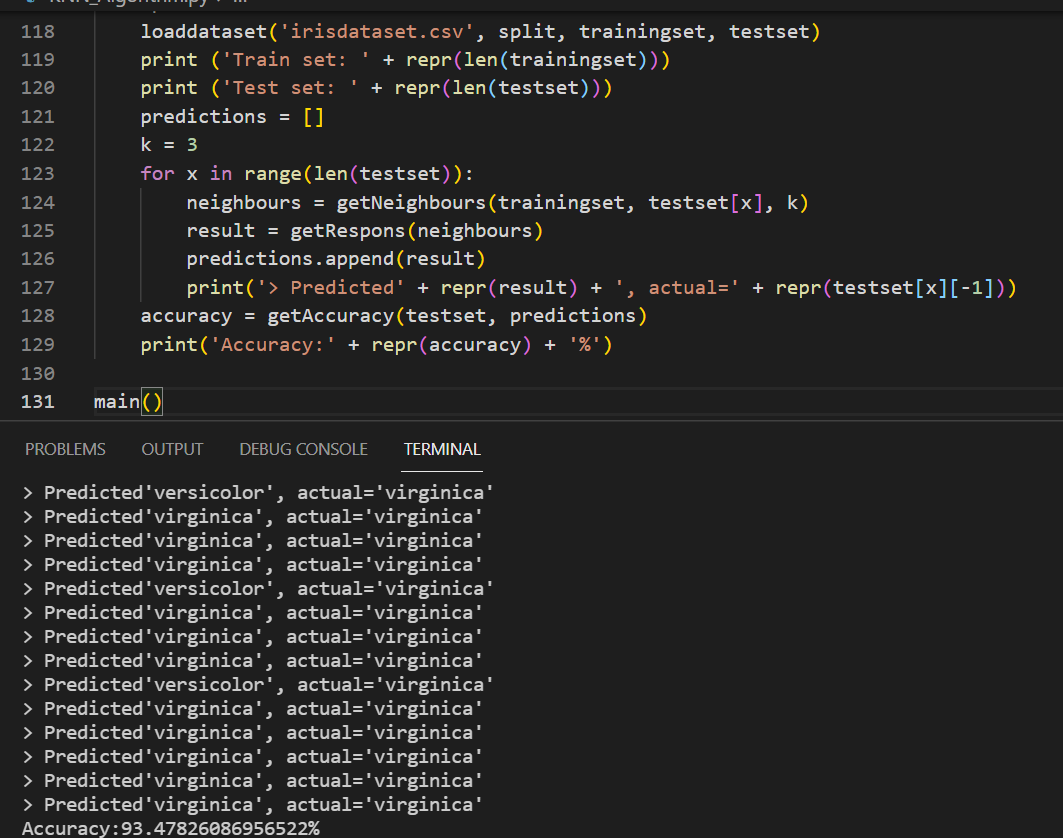 118 loaddataset('irisdataset.csv', split, trainingset, testset)
119 print ('Train set: ' + repr(len(trainingset)))
120 print ('Test set: ' + repr(len(testset)))
121 predictions = []
122 k = 3
123 for x in range(len(testset)):
124 neighbours = getNeighbours(trainingset, testset[x], k)
125 result = getRespons(neighbours)
126 predictions.append(result)
127 print('> Predicted' + repr(result) + ', actual=' + repr(testset[x][-1]))
128 accuracy = getAccuracy(testset, predictions)
129 print('Accuracy:' + repr(accuracy) + '%')
130
131 main()
PROBLEMS OUTPUT DEBUG CONSOLE TERMINAL
> Predicted'versicolor', actual='virginica'
> Predicted'virginica', actual='virginica'
> Predicted'virginica', actual='virginica'
> Predicted'virginica', actual='virginica'
> Predicted'versicolor', actual='virginica'
> Predicted'virginica', actual='virginica'
> Predicted'virginica', actual='virginica'
> Predicted'virginica', actual='virginica'
> Predicted'versicolor', actual='virginica'
> Predicted'virginica', actual='virginica'
> Predicted'virginica', actual='virginica'
> Predicted'virginica', actual='virginica'
> Predicted'virginica', actual='virginica'
> Predicted'virginica', actual='virginica'
Accuracy:93.47826086956522%